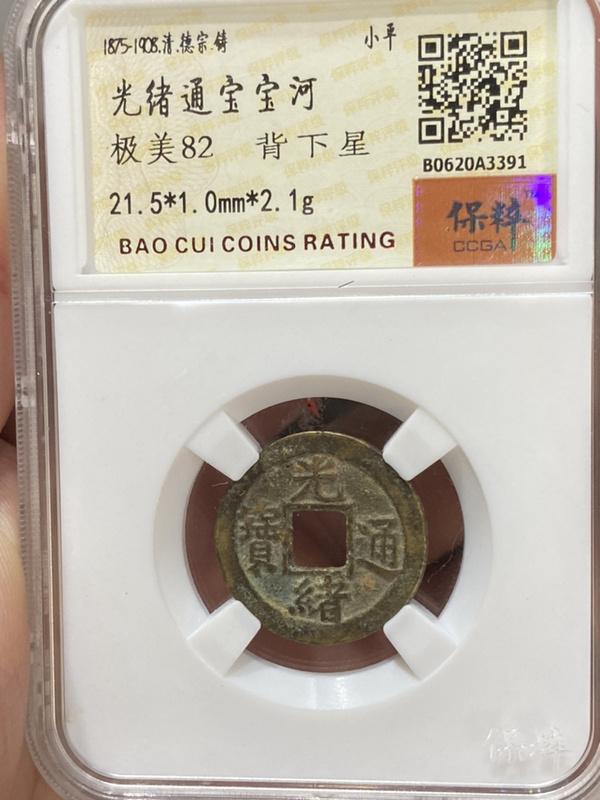 1875-1908.清.德宗.铸
小平
光绪通宝宝河
极美82 背下星
B0620A3391
21.5*1.0mm*2.1g
保粹
CCGA
BAO CUI COINS RATING
光
寶 通
緒
保粹